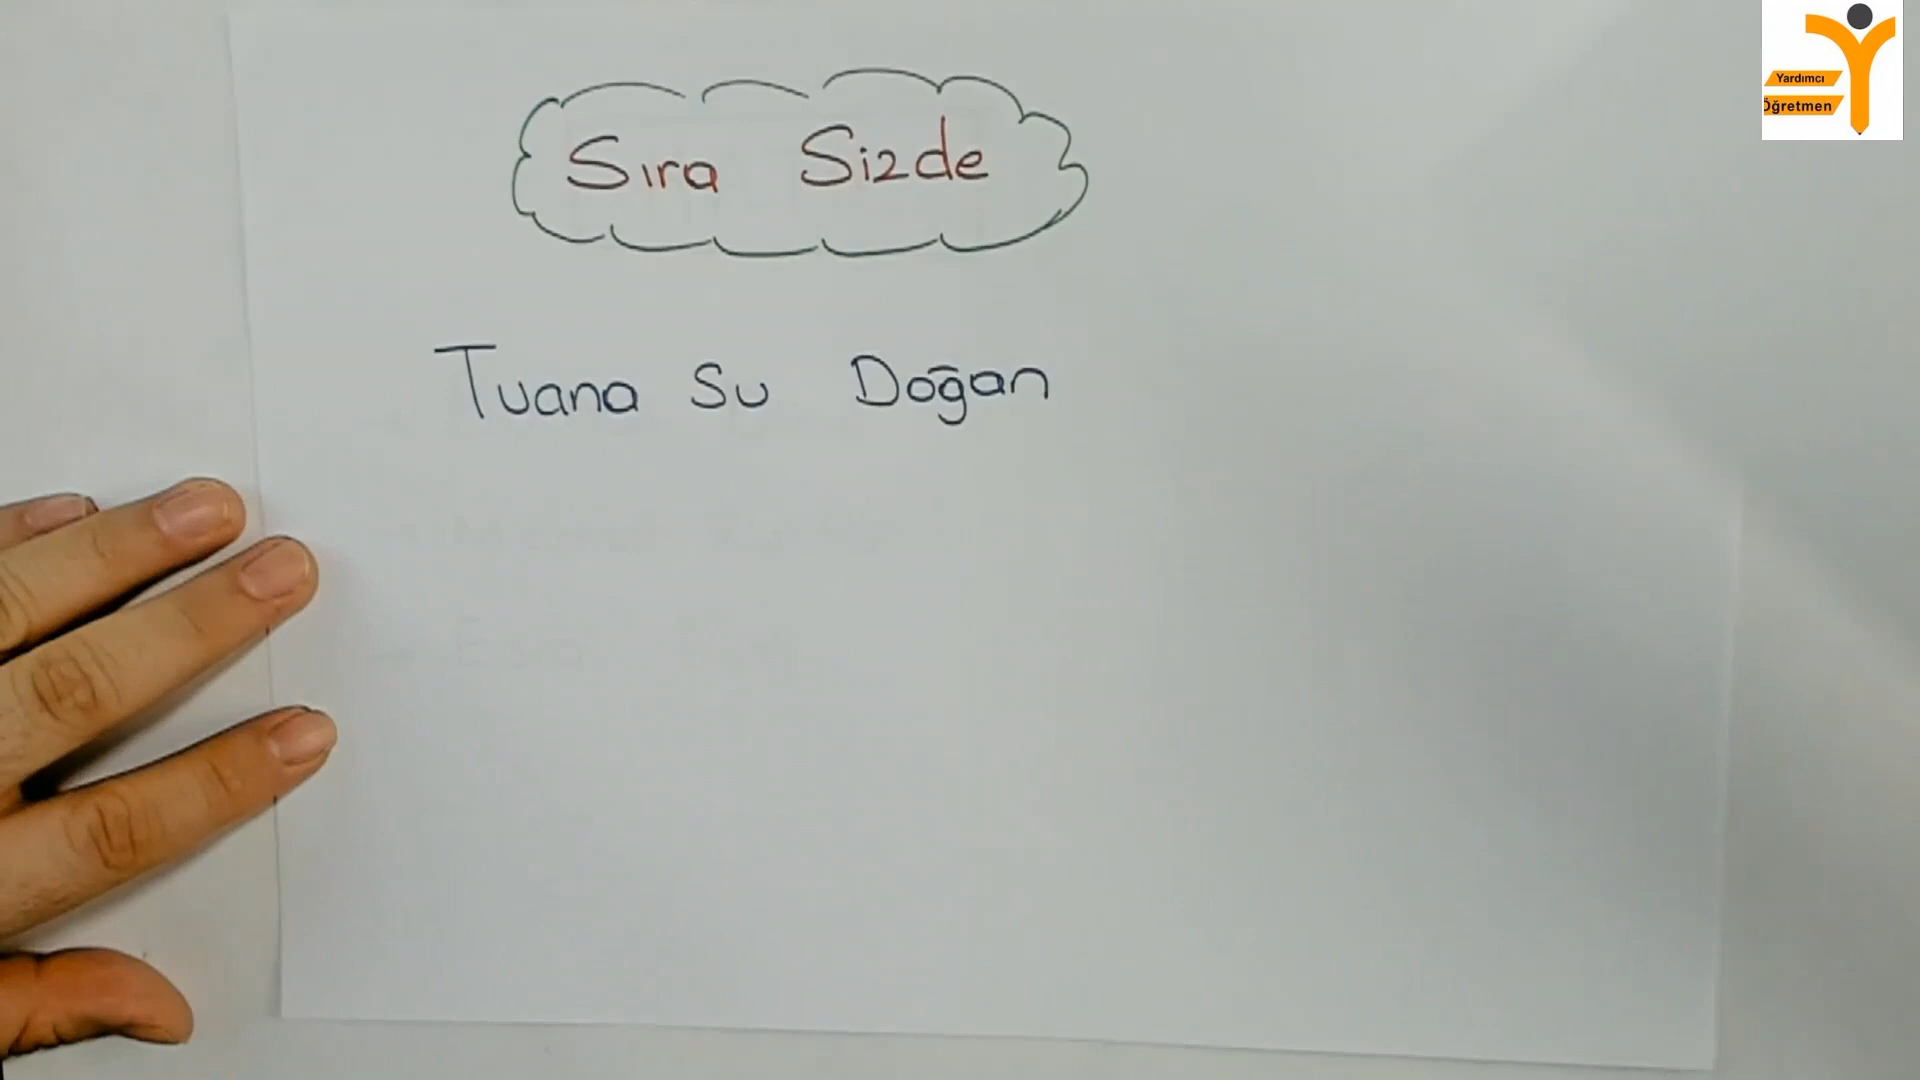 Sıra Sizde
Tuana Su Doğan
Yardımcı
Öğretmen